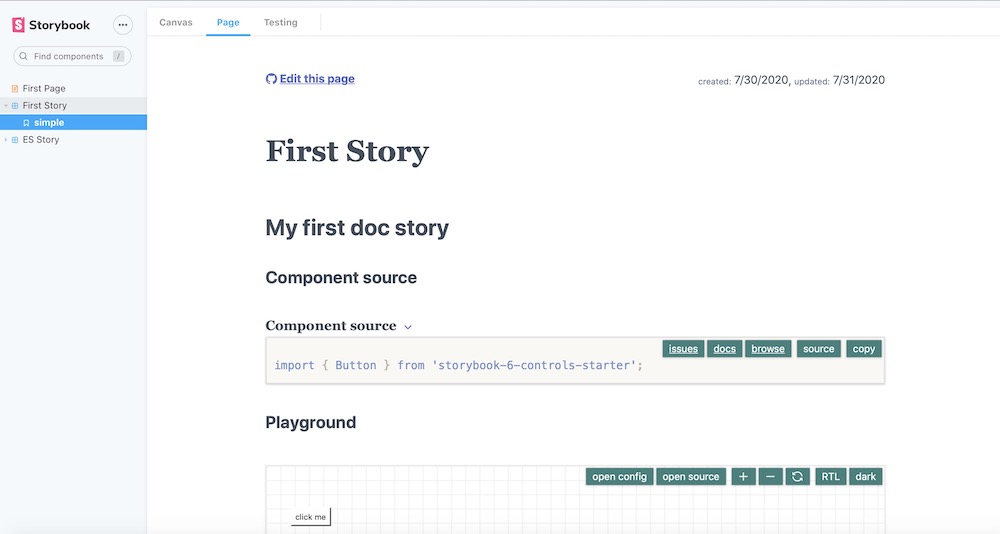 Storybook
Find components /
First Page
First Story
simple
ES Story
Canvas Page Testing
Edit this page created: 7/30/2020, updated: 7/31/2020
First Story
My first doc story
Component source
Component source
issues docs browse source copy
import { Button } from 'storybook-6-controls-starter';
Playground
open config open source + − RTL dark
click me